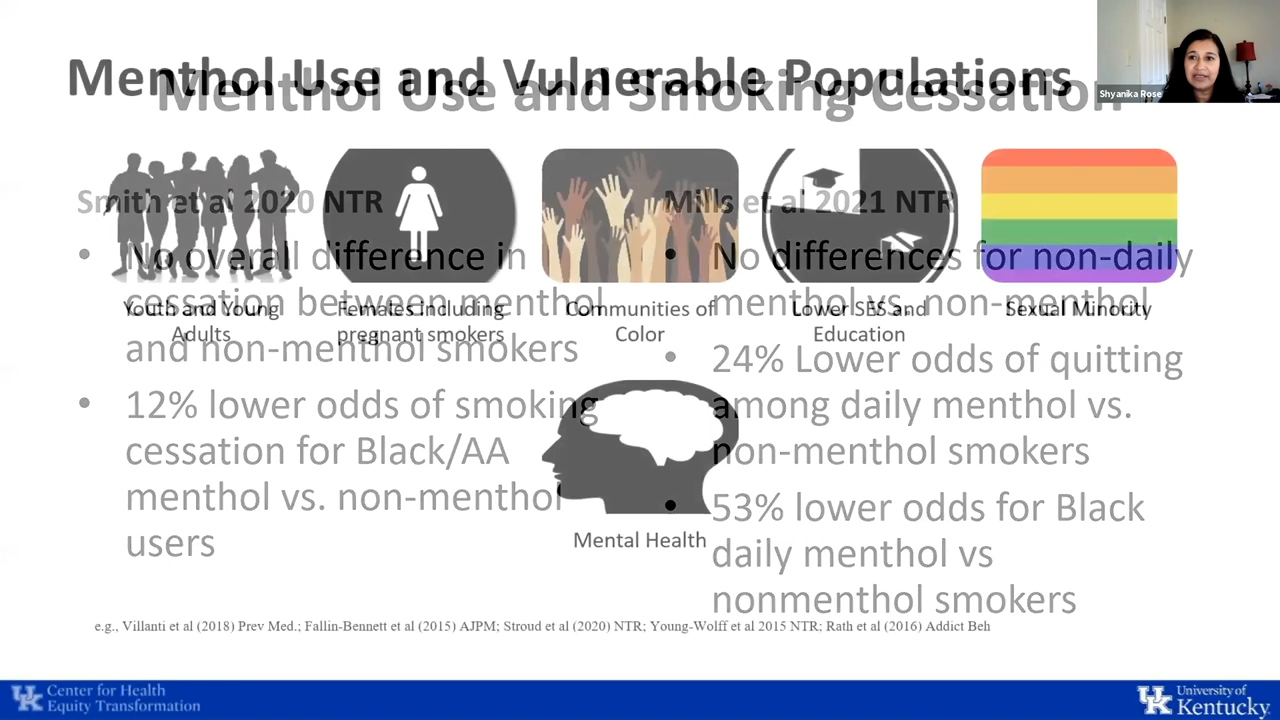 Menthol Use and Vulnerable Populations
Menthol Use and Smoking Cessation
Shyanika Rose
Smith et al 2020 NTR
• No overall difference in
cessation between menthol
and non-menthol smokers
• 12% lower odds of smoking
cessation for Black/AA
menthol vs. non-menthol
users
Mills et al 2021 NTR
• No differences for non-daily
menthol vs. non-menthol
• 24% Lower odds of quitting
among daily menthol vs.
non-menthol smokers
• 53% lower odds for Black
daily menthol vs
nonmenthol smokers
Youth and Young
Adults
Females including
pregnant smokers
Communities of
Color
Lower SES and
Education
Sexual Minority
Mental Health
e.g., Villanti et al (2018) Prev Med.; Fallin-Bennett et al (2015) AJPM; Stroud et al (2020) NTR; Young-Wolff et al 2015 NTR; Rath et al (2016) Addict Beh
UK Center for Health
Equity Transformation
UK University of
Kentucky